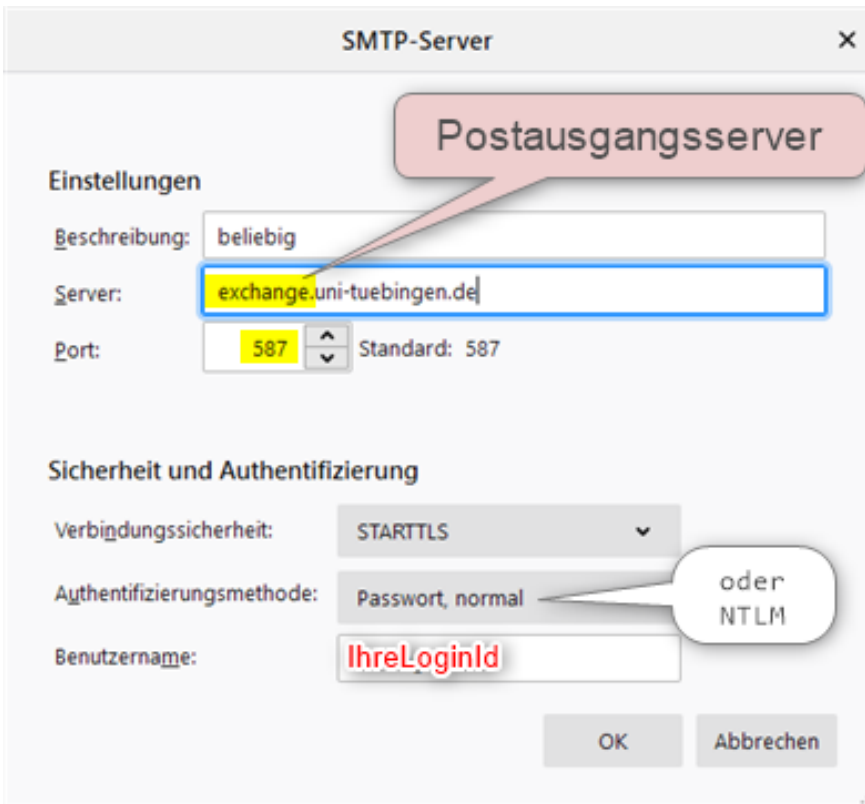 SMTP-Server
Postausgangsserver
Einstellungen
Beschreibung: beliebig
Server: exchange.uni-tuebingen.de
Port: 587 Standard: 587
Sicherheit und Authentifizierung
Verbindungssicherheit: STARTTLS
Authentifizierungsmethode: Passwort, normal
oder
NTLM
Benutzername: IhreLoginId
OK Abbrechen